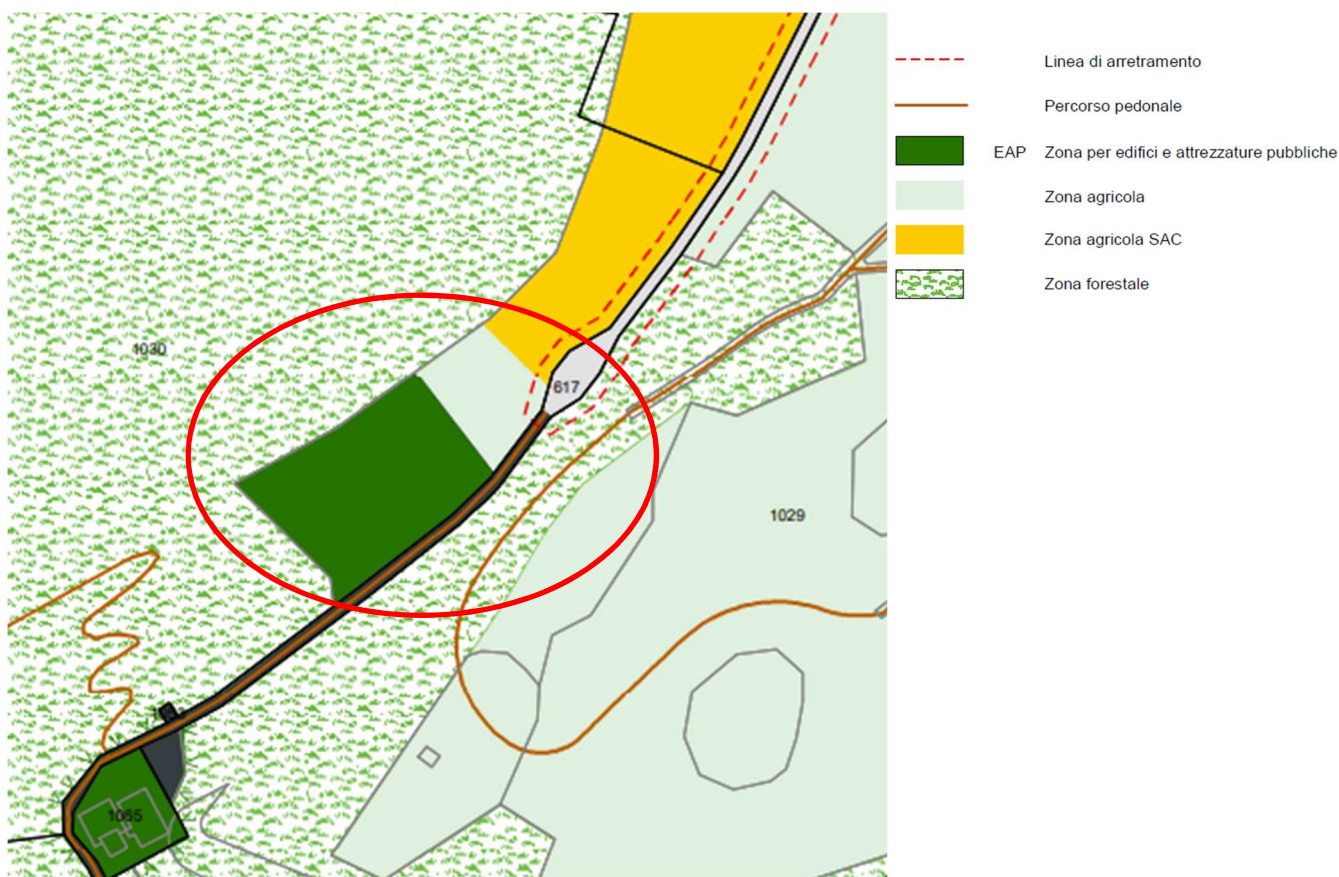 1030
617
1029
1065
Linea di arretramento
Percorso pedonale
EAP Zona per edifici e attrezzature pubbliche
Zona agricola
Zona agricola SAC
Zona forestale